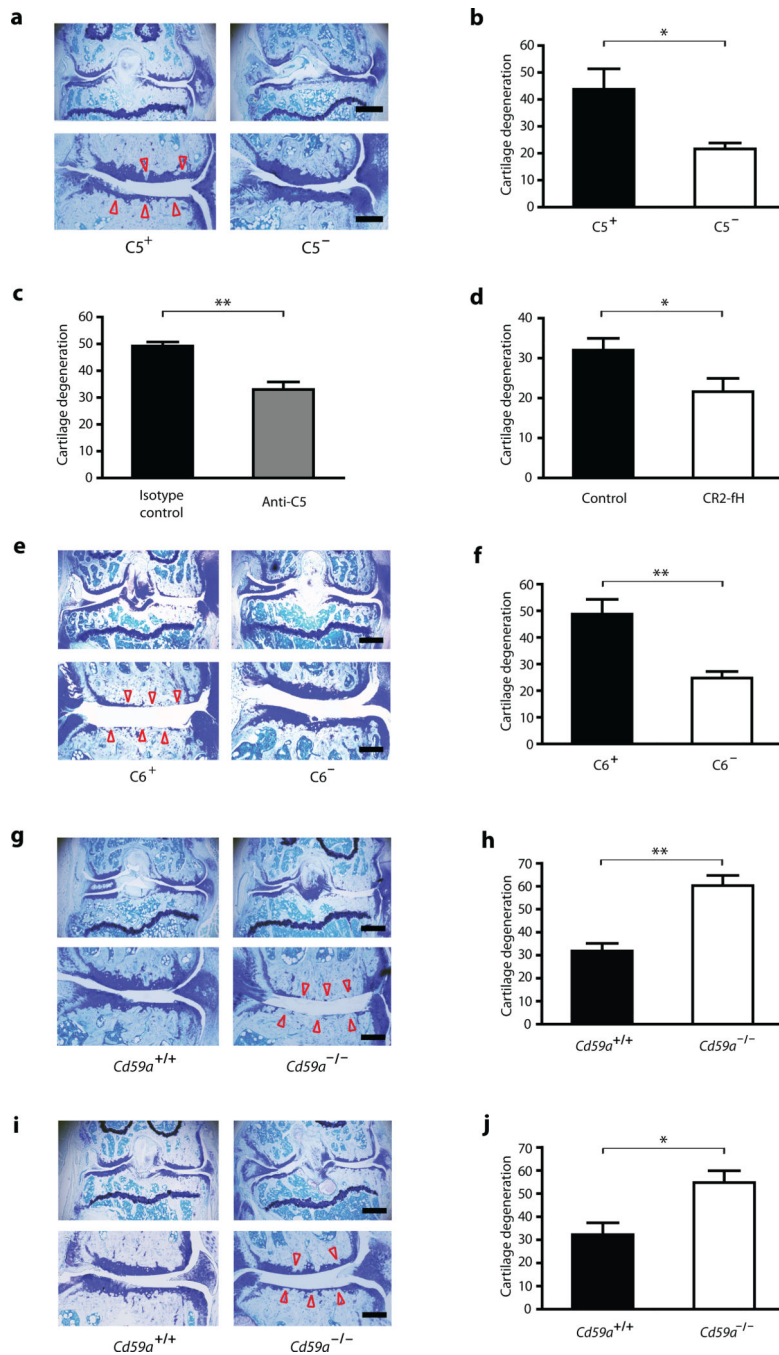 a
C5+
C5−
b
*
Cartilage degeneration
60
50
40
30
20
10
0
C5+
C5−
c
**
Cartilage degeneration
60
50
40
30
20
10
0
Isotype
control
Anti-C5
d
*
Cartilage degeneration
40
30
20
10
0
Control
CR2-fH
e
C6+
C6−
f
**
Cartilage degeneration
60
50
40
30
20
10
0
C6+
C6−
g
Cd59a+/+
Cd59a−/−
h
**
Cartilage degeneration
70
60
50
40
30
20
10
0
Cd59a+/+
Cd59a−/−
i
Cd59a+/+
Cd59a−/−
j
*
Cartilage degeneration
70
60
50
40
30
20
10
0
Cd59a+/+
Cd59a−/−